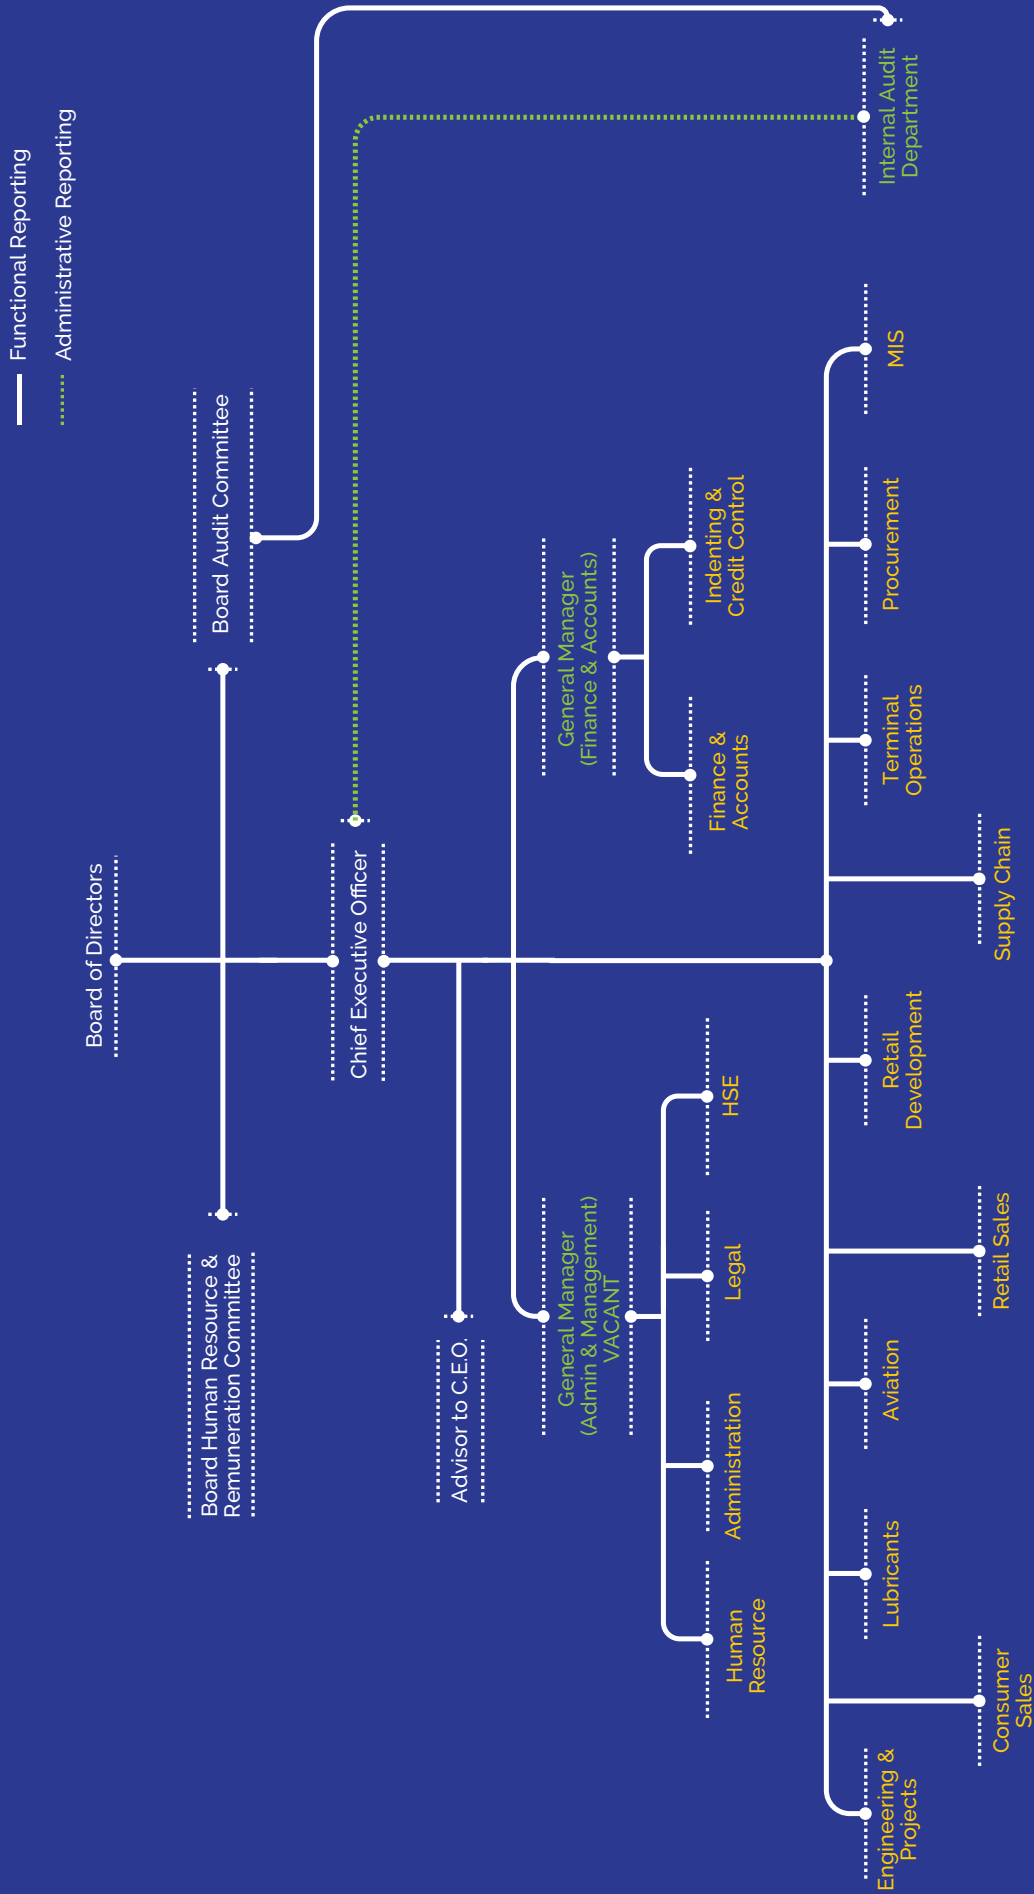 Functional Reporting
Administrative Reporting
Board of Directors
Board Human Resource &
Remuneration Committee
Board Audit Committee
Chief Executive Officer
Advisor to C.E.O.
General Manager
(Admin & Management)
VACANT
General Manager
(Finance & Accounts)
Human
Resource
Administration
Legal
HSE
Finance &
Accounts
Indenting &
Credit Control
Engineering &
Projects
Lubricants
Aviation
Retail
Development
Terminal
Operations
Procurement
MIS
Internal Audit
Department
Consumer
Sales
Retail Sales
Supply Chain